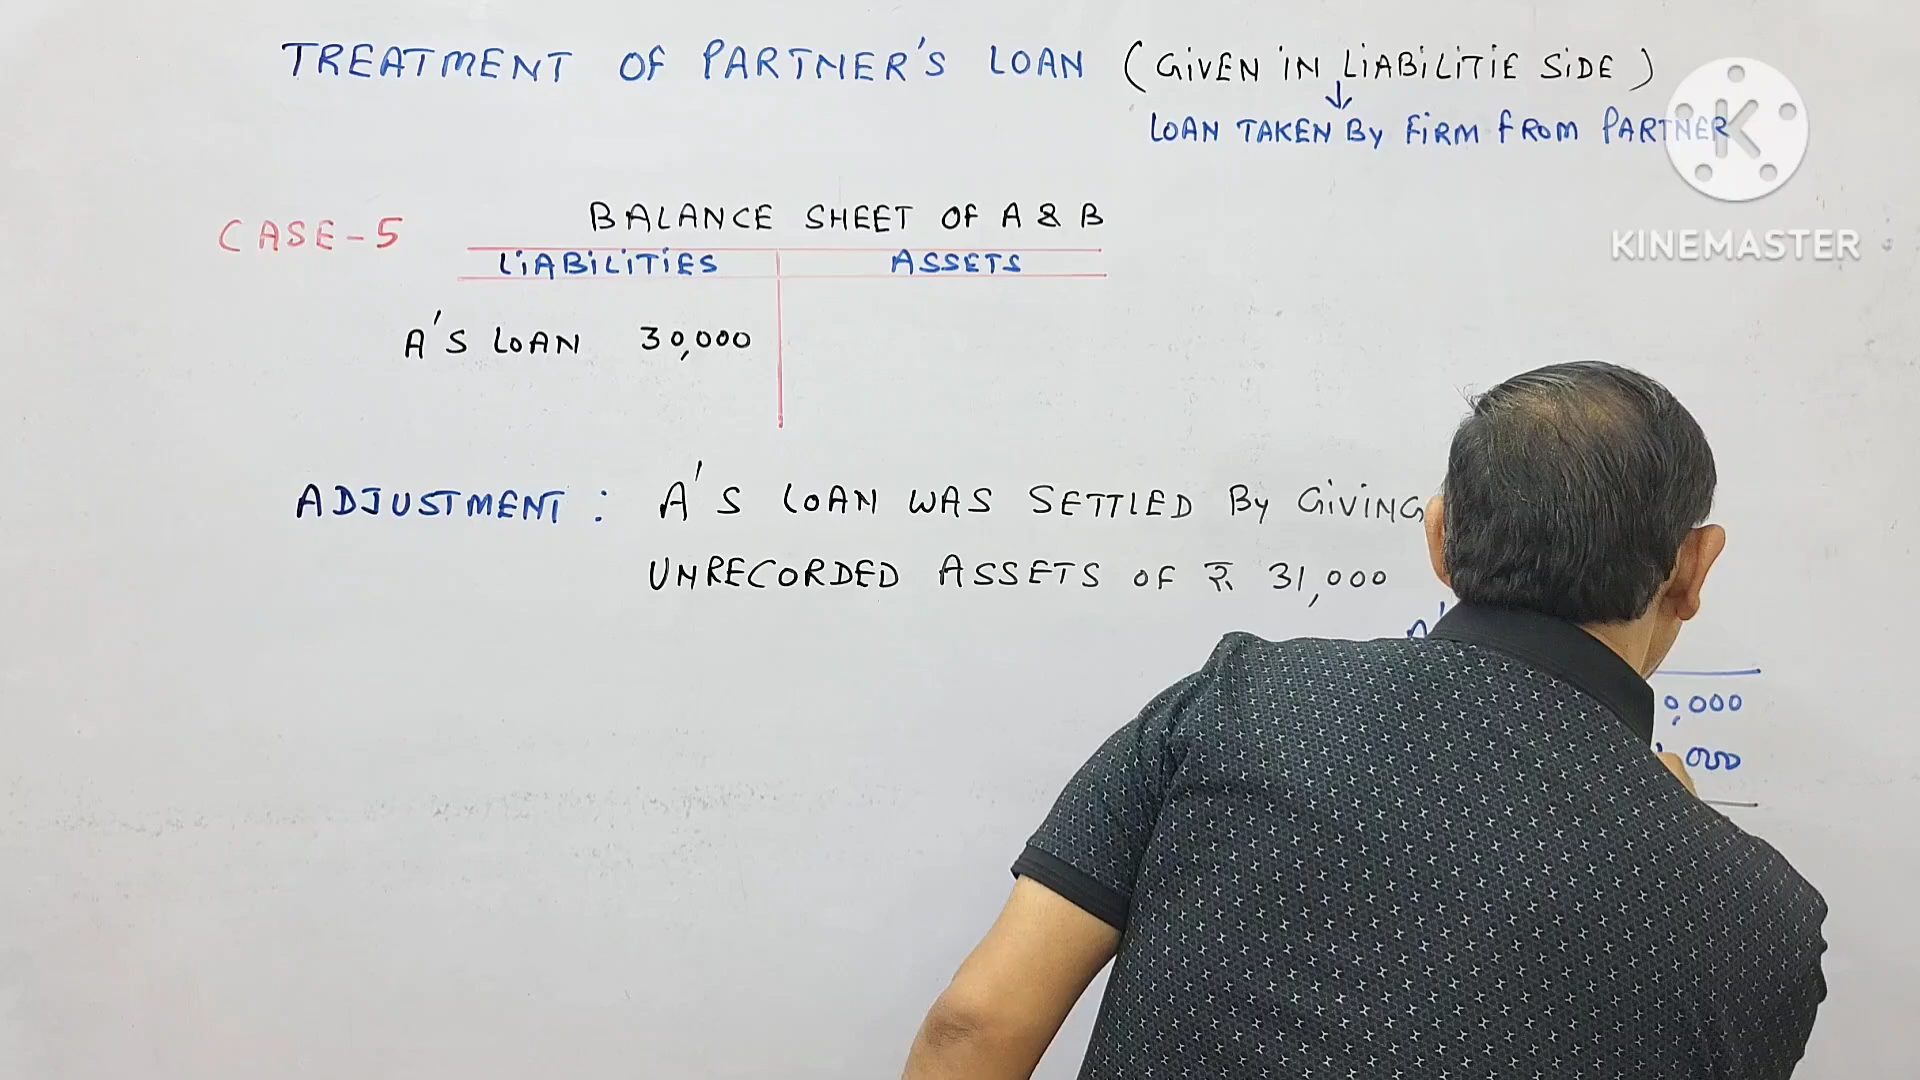 TREATMENT OF PARTNER'S LOAN (GIVEN IN LIABILITIE SIDE)
↓
LOAN TAKEN BY FIRM FROM PARTNER
K
KINEMASTER
CASE-5
BALANCE SHEET OF A & B
LIABILITIES ASSETS
A'S LOAN 30,000
ADJUSTMENT : A'S LOAN WAS SETTLED BY GIVING
UNRECORDED ASSETS OF ₹ 31,000